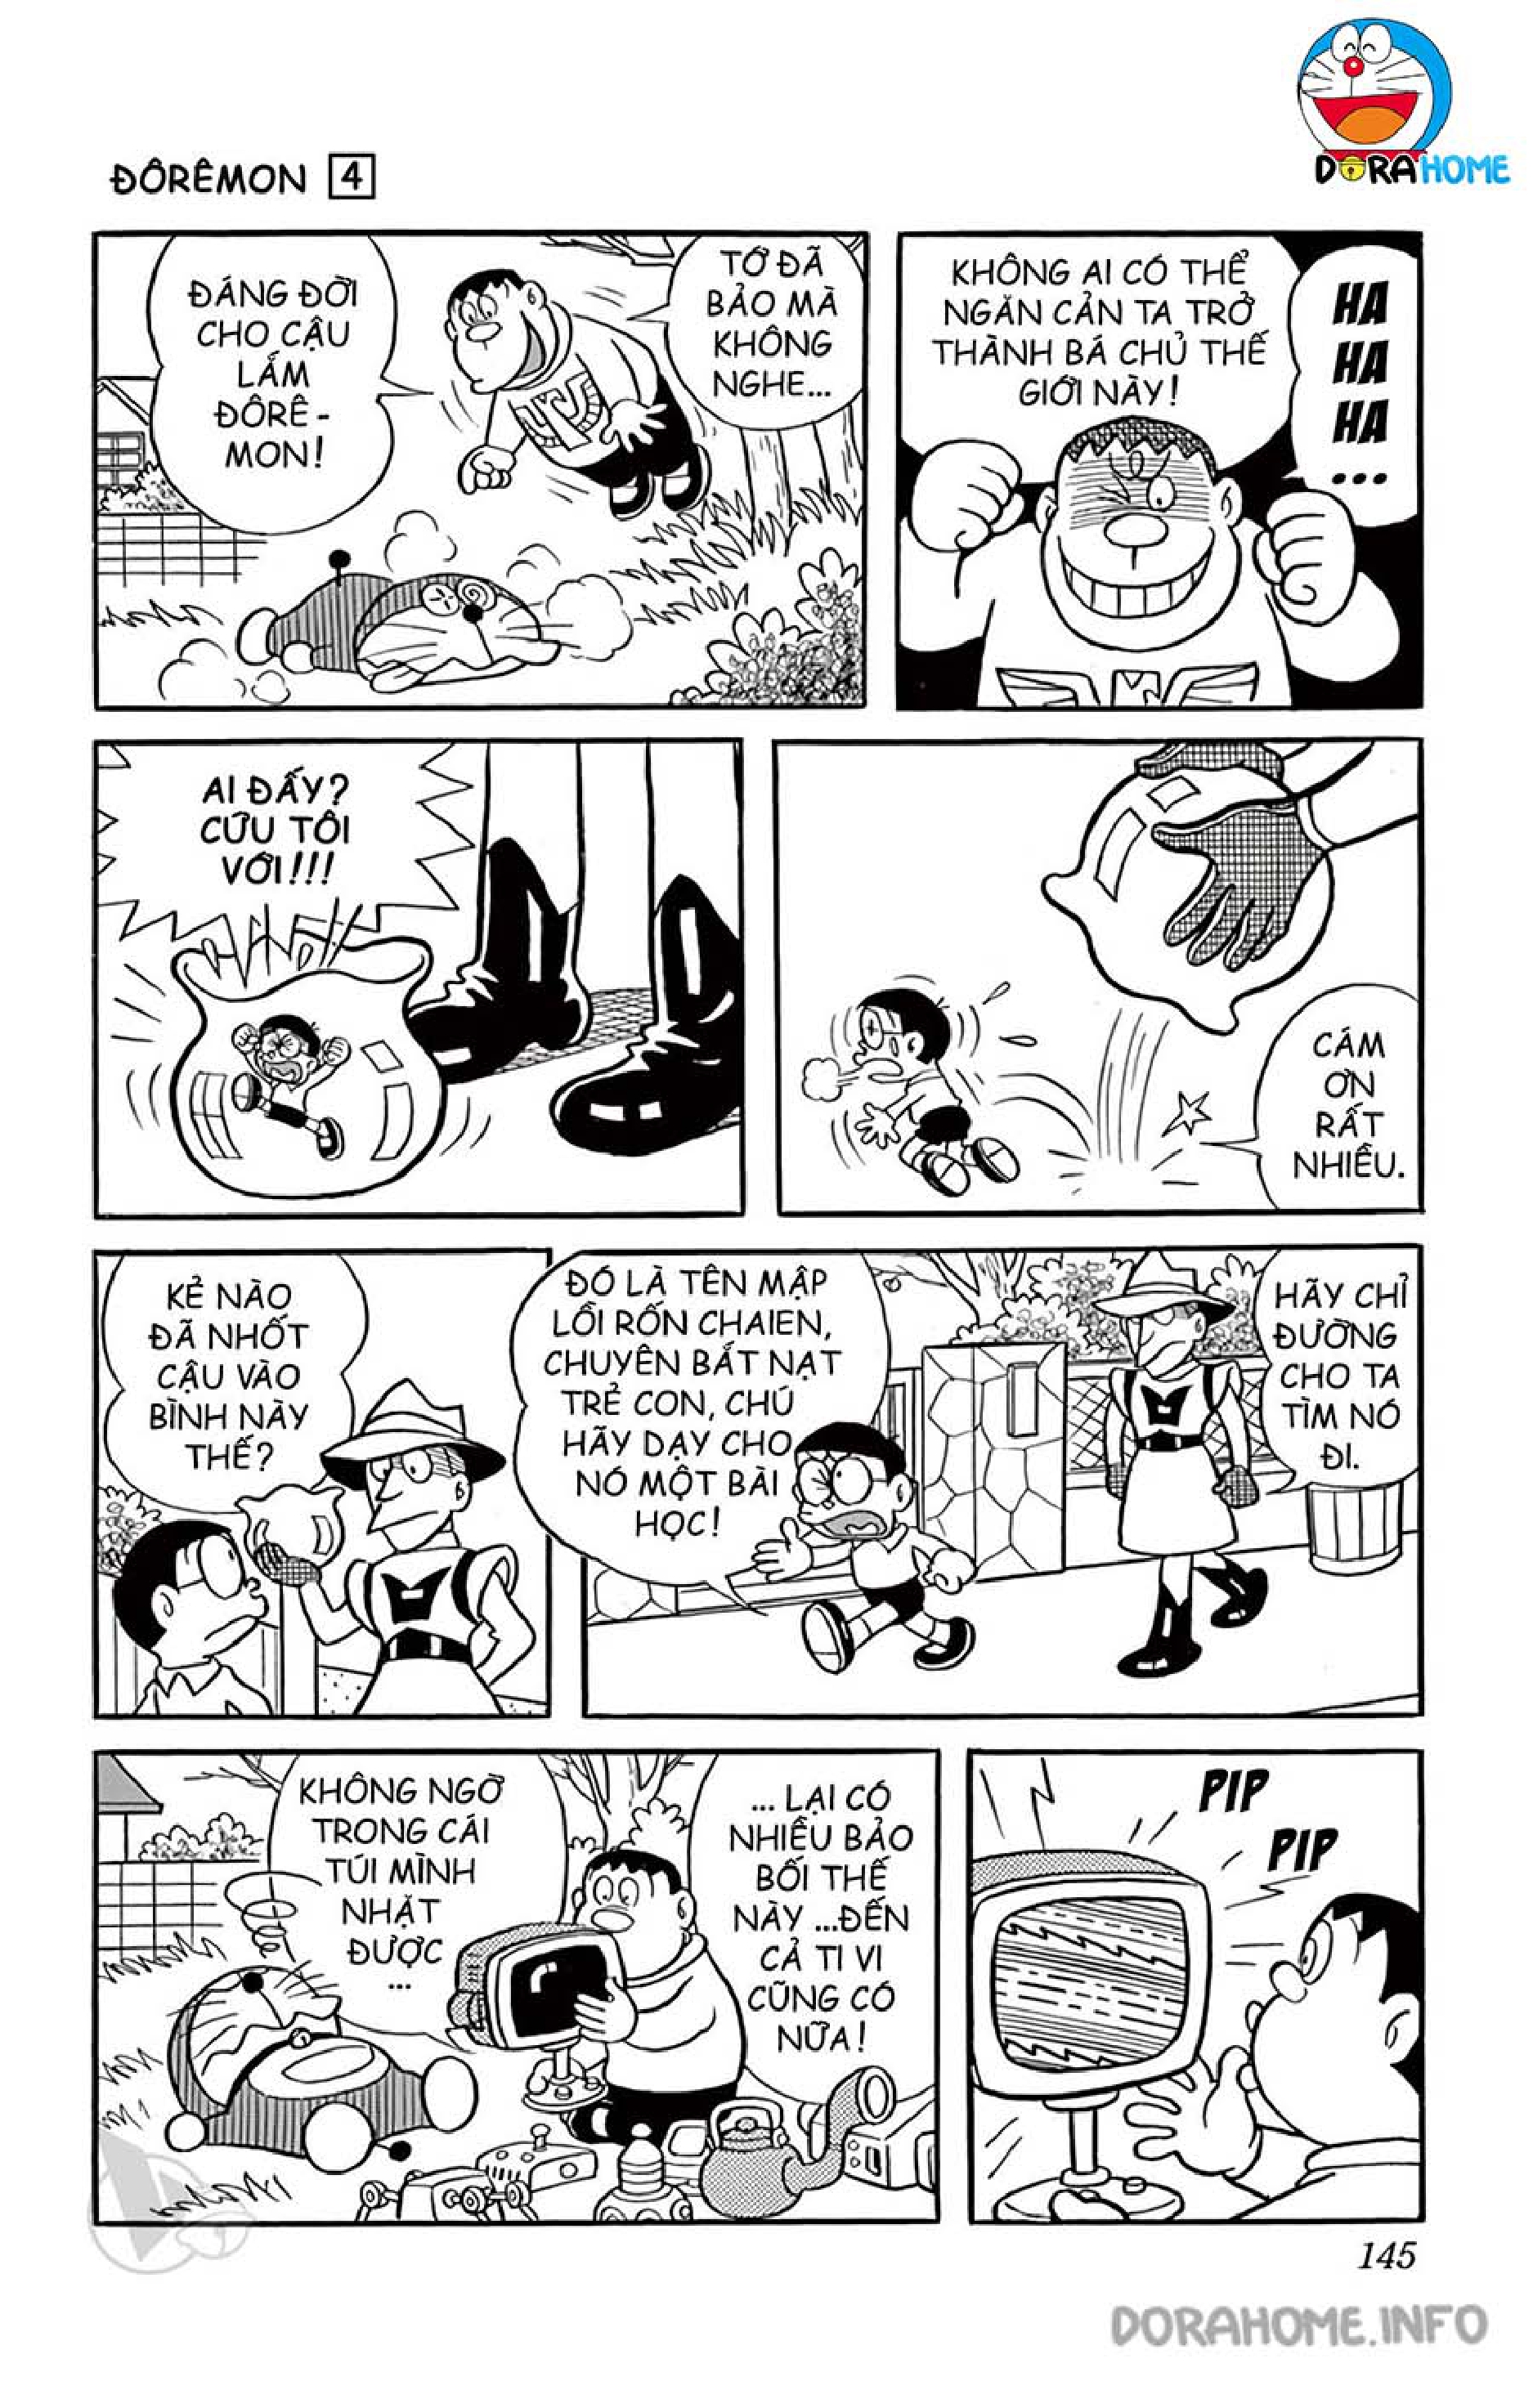 DORAHOME
ĐÔRÊMON 4
ĐÁNG ĐỜI
CHO CẬU
LẮM
ĐÔRÊ-
MON!
TỚ ĐÃ
BẢO MÀ
KHÔNG
NGHE...
KHÔNG AI CÓ THỂ
NGĂN CẢN TA TRỞ
THÀNH BÁ CHỦ THẾ
GIỚI NÀY!
HA
HA
HA
...
AI ĐẤY?
CỨU TÔI
VỚI!!!
CÁM
ƠN
RẤT
NHIỀU.
KẺ NÀO
ĐÃ NHỐT
CẬU VÀO
BÌNH NÀY
THẾ?
ĐÓ LÀ TÊN MẬP
LỒI RỐN CHAIEN,
CHUYÊN BẮT NẠT
TRẺ CON, CHÚ
HÃY DẠY CHO
NÓ MỘT BÀI
HỌC!
HÃY CHỈ
ĐƯỜNG
CHO TA
TÌM NÓ
ĐI.
KHÔNG NGỜ
TRONG CÁI
TÚI MÌNH
NHẶT
ĐƯỢC
...
... LẠI CÓ
NHIỀU BẢO
BỐI THẾ
NÀY ...ĐẾN
CẢ TI VI
CŨNG CÓ
NỮA!
PIP
PIP
145
DORAHOME.INFO